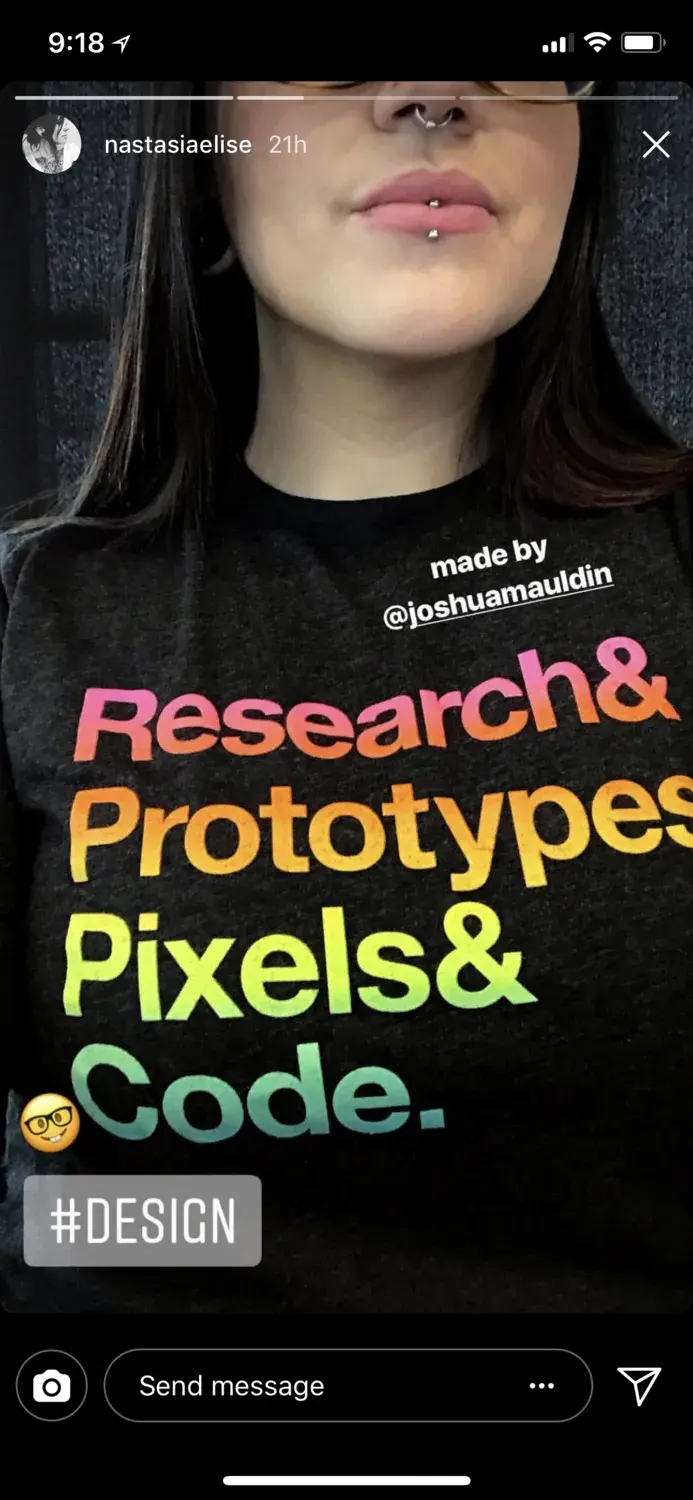 9:18
nastasiaelise 21h
made by
@joshuamauldin
Research&
Prototypes
Pixels&
Code.
#DESIGN
Send message